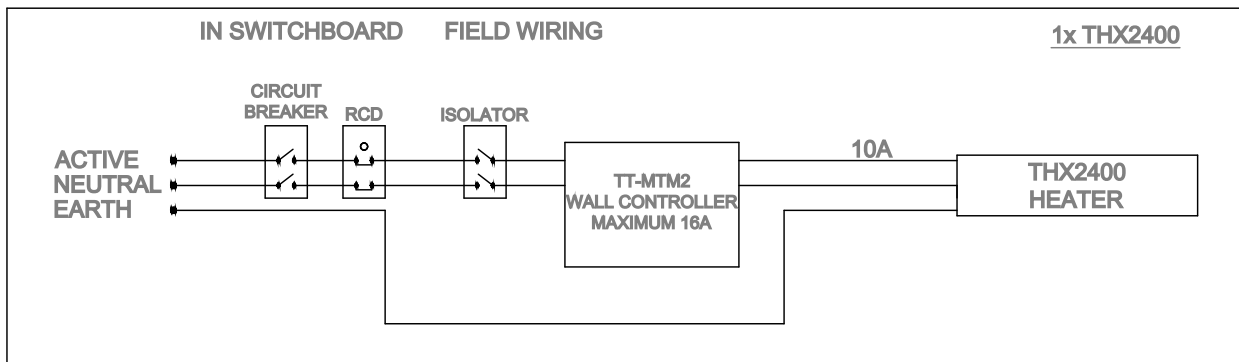 IN SWITCHBOARD FIELD WIRING
1x THX2400
CIRCUIT
BREAKER
RCD
ISOLATOR
ACTIVE
NEUTRAL
EARTH
TT-MTM2
WALL CONTROLLER
MAXIMUM 16A
10A
THX2400
HEATER